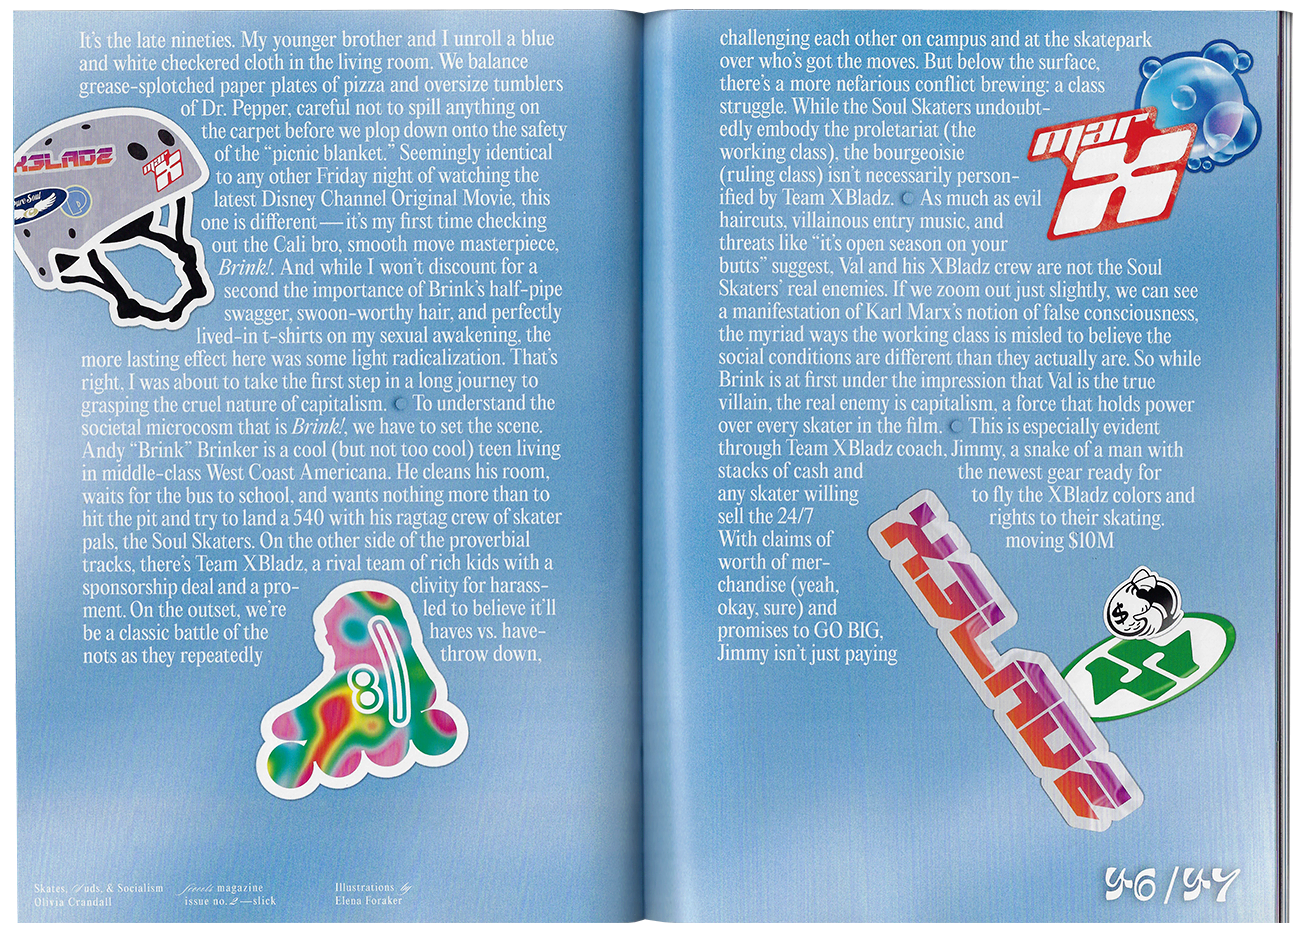 It's the late nineties. My younger brother and I unroll a blue
and white checkered cloth in the living room. We balance
grease-splotched paper plates of pizza and oversize tumblers
of Dr. Pepper, careful not to spill anything on
the carpet before we plop down onto the safety
of the “picnic blanket.” Seemingly identical
to any other Friday night of watching the
latest Disney Channel Original Movie, this
one is different—it's my first time checking
out the Cali bro, smooth move masterpiece,
Brink!. And while I won't discount for a
second the importance of Brink's half-pipe
swagger, swoon-worthy hair, and perfectly
lived-in t-shirts on my sexual awakening, the
more lasting effect here was some light radicalization. That's
right, I was about to take the first step in a long journey to
grasping the cruel nature of capitalism. To understand the
societal microcosm that is Brink!, we have to set the scene.
Andy “Brink” Brinker is a cool (but not too cool) teen living
in middle-class West Coast Americana. He cleans his room,
waits for the bus to school, and wants nothing more than to
hit the pit and try to land a 540 with his ragtag crew of skater
pals, the Soul Skaters. On the other side of the proverbial
tracks, there's Team XBladz, a rival team of rich kids with a
sponsorship deal and a pro- clivity for harass-
ment. On the outset, we're led to believe it'll
be a classic battle of the haves vs. have-
nots as they repeatedly throw down,
XBLADZ
mar
X
Pure Soul
P
8
Skates, Suds, & Socialism
Olivia Crandall
magazine
issue no. 2 — slick
Illustrations by
Elena Foraker
challenging each other on campus and at the skatepark
over who's got the moves. But below the surface,
there's a more nefarious conflict brewing: a class
struggle. While the Soul Skaters undoubt-
edly embody the proletariat (the
working class), the bourgeoisie
(ruling class) isn't necessarily person-
ified by Team XBladz. As much as evil
haircuts, villainous entry music, and
threats like “it's open season on your
butts” suggest, Val and his XBladz crew are not the Soul
Skaters' real enemies. If we zoom out just slightly, we can see
a manifestation of Karl Marx's notion of false consciousness,
the myriad ways the working class is misled to believe the
social conditions are different than they actually are. So while
Brink is at first under the impression that Val is the true
villain, the real enemy is capitalism, a force that holds power
over every skater in the film. This is especially evident
through Team XBladz coach, Jimmy, a snake of a man with
stacks of cash and the newest gear ready for
any skater willing to fly the XBladz colors and
sell the 24/7 rights to their skating.
With claims of moving $10M
worth of mer-
chandise (yeah,
okay, sure) and
promises to GO BIG,
Jimmy isn't just paying
mar
X
XBLADZ
$
46/47